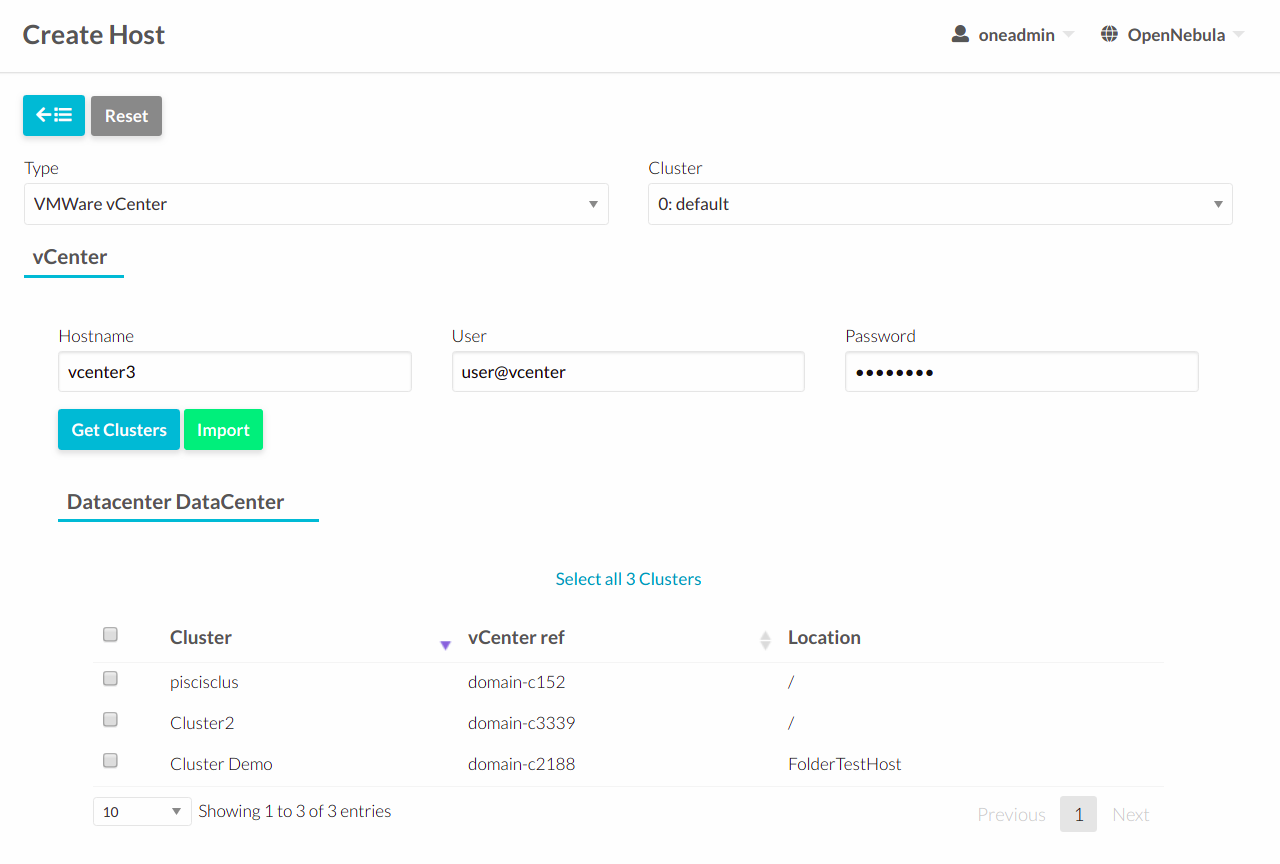 Create Host oneadmin OpenNebula
Reset
Type Cluster
VMWare vCenter 0: default
vCenter
Hostname User Password
vcenter3 user@vcenter ••••••••
Get Clusters Import
Datacenter DataCenter
Select all 3 Clusters
Cluster vCenter ref Location
piscisclus domain-c152 /
Cluster2 domain-c3339 /
Cluster Demo domain-c2188 FolderTestHost
10 Showing 1 to 3 of 3 entries Previous 1 Next